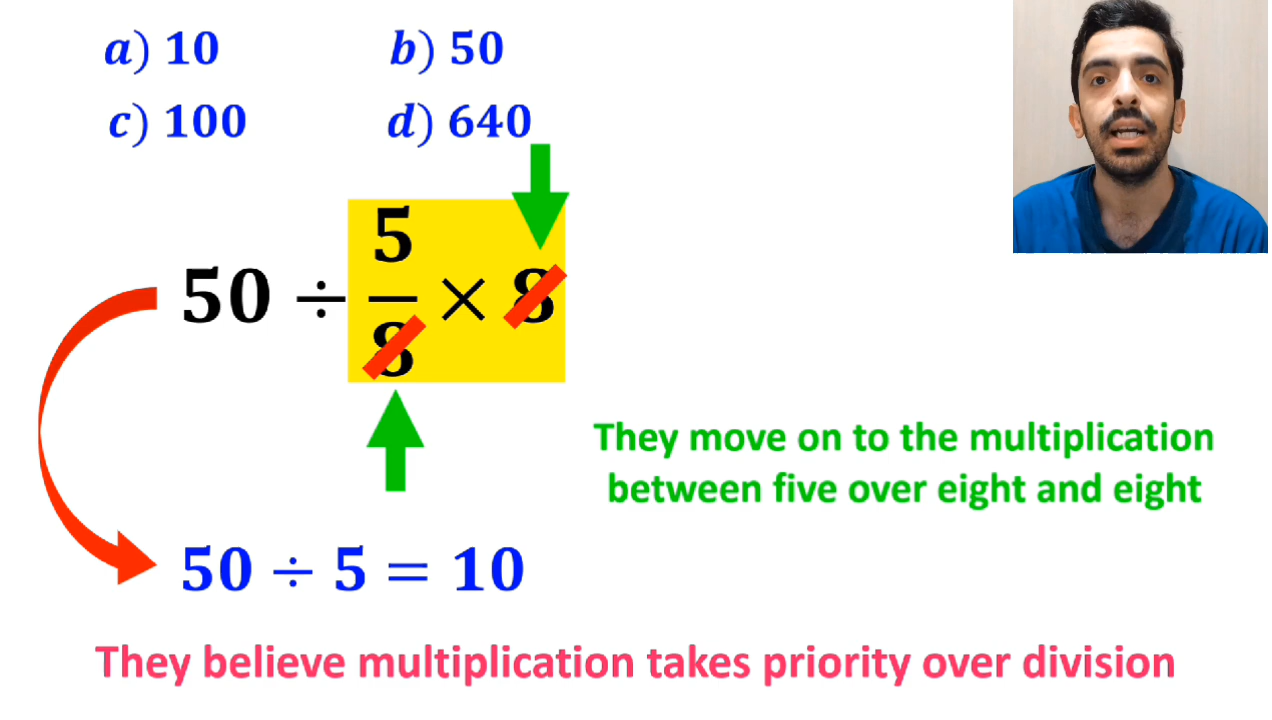 a) 10 b) 50
c) 100 d) 640
50 ÷ 5/8 × 8
They move on to the multiplication
between five over eight and eight
50 ÷ 5 = 10
They believe multiplication takes priority over division